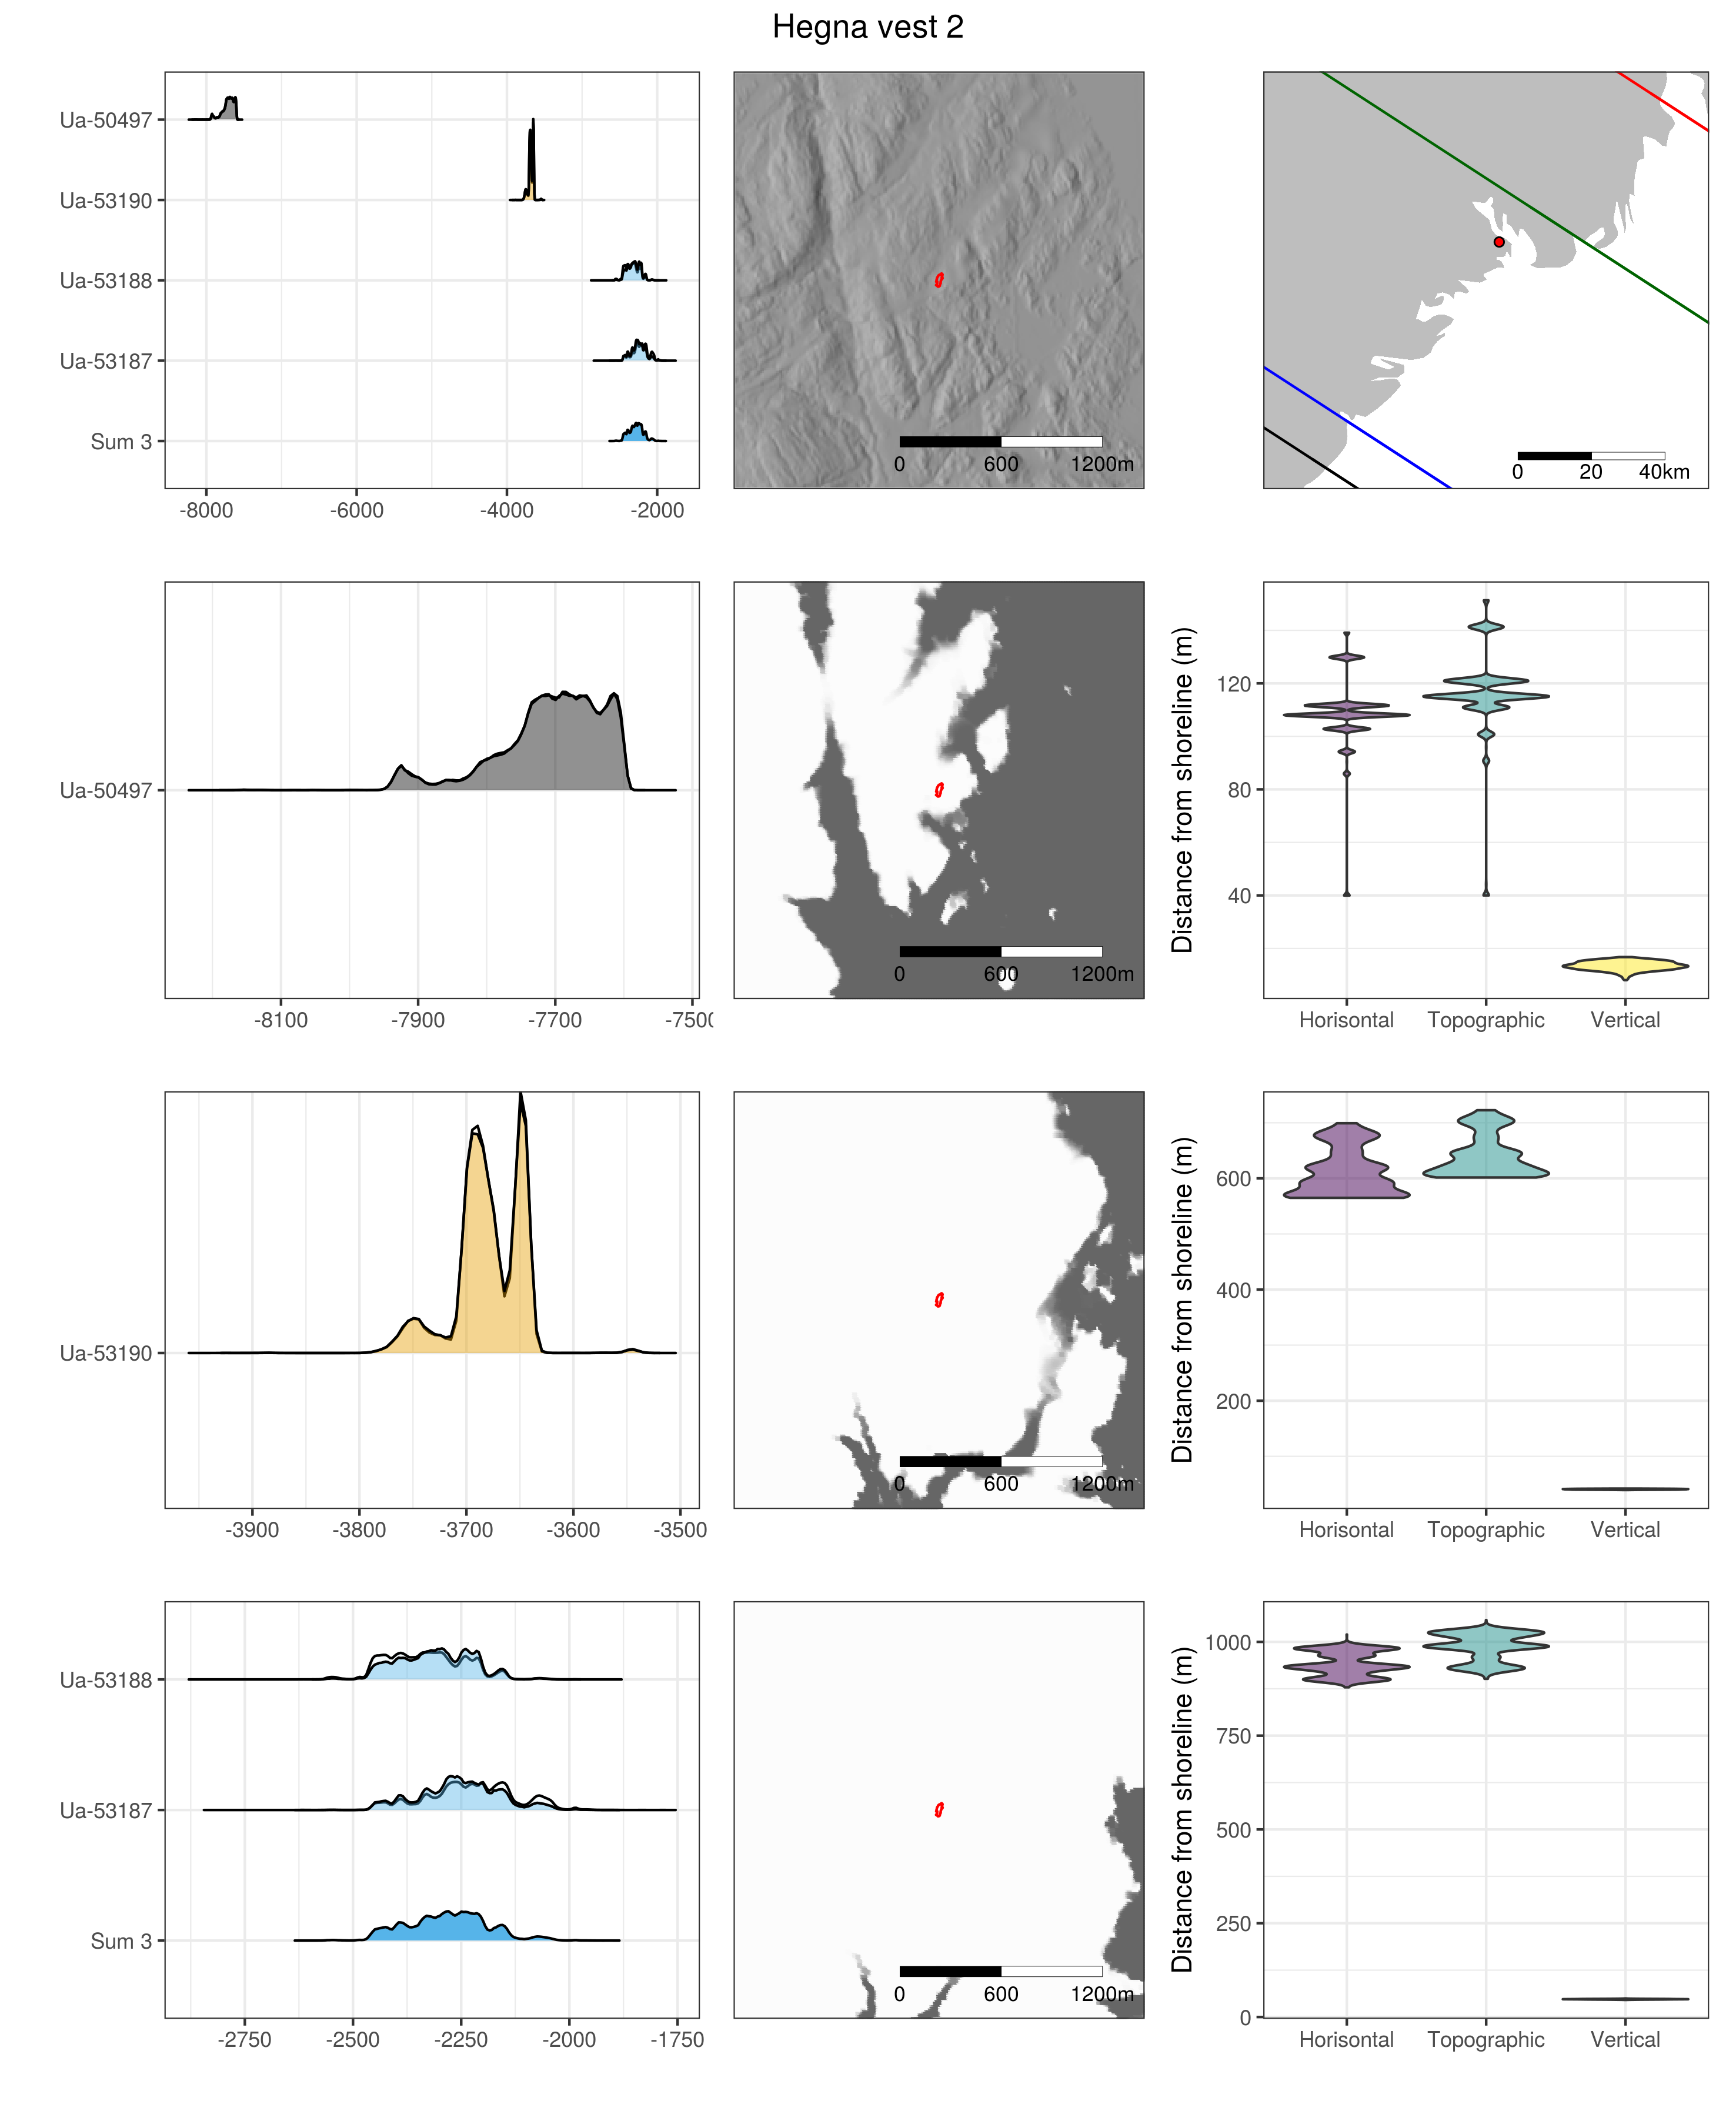 Hegna vest 2
Ua-50497
Ua-53190
Ua-53188
Ua-53187
Sum 3
-8000 -6000 -4000 -2000
0 600 1200m
0 20 40km
Ua-50497
-8100 -7900 -7700 -7500
0 600 1200m
Distance from shoreline (m)
120
80
40
Horisontal Topographic Vertical
Ua-53190
-3900 -3800 -3700 -3600 -3500
0 600 1200m
Distance from shoreline (m)
600
400
200
Horisontal Topographic Vertical
Ua-53188
Ua-53187
Sum 3
-2750 -2500 -2250 -2000 -1750
0 600 1200m
Distance from shoreline (m)
1000
750
500
250
0
Horisontal Topographic Vertical